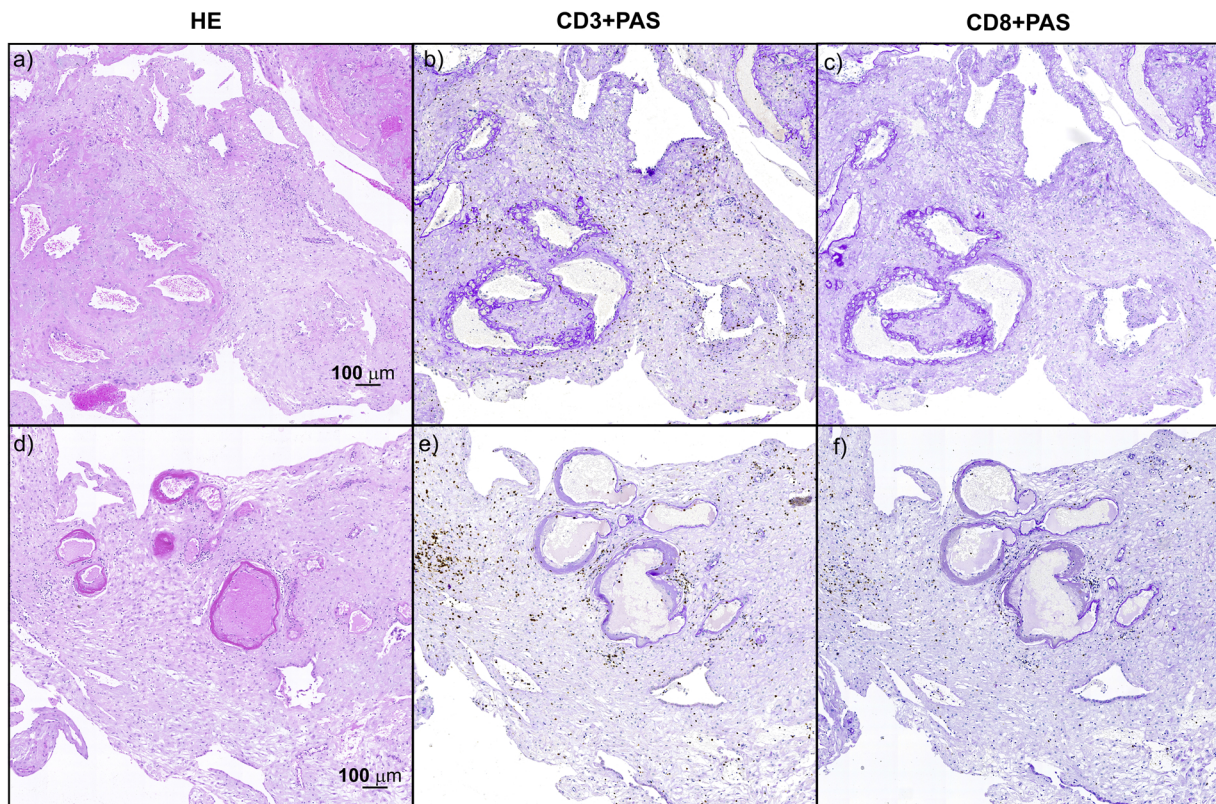 HE CD3+PAS CD8+PAS
a) b) c)
100 μm
d) e) f)
100 μm